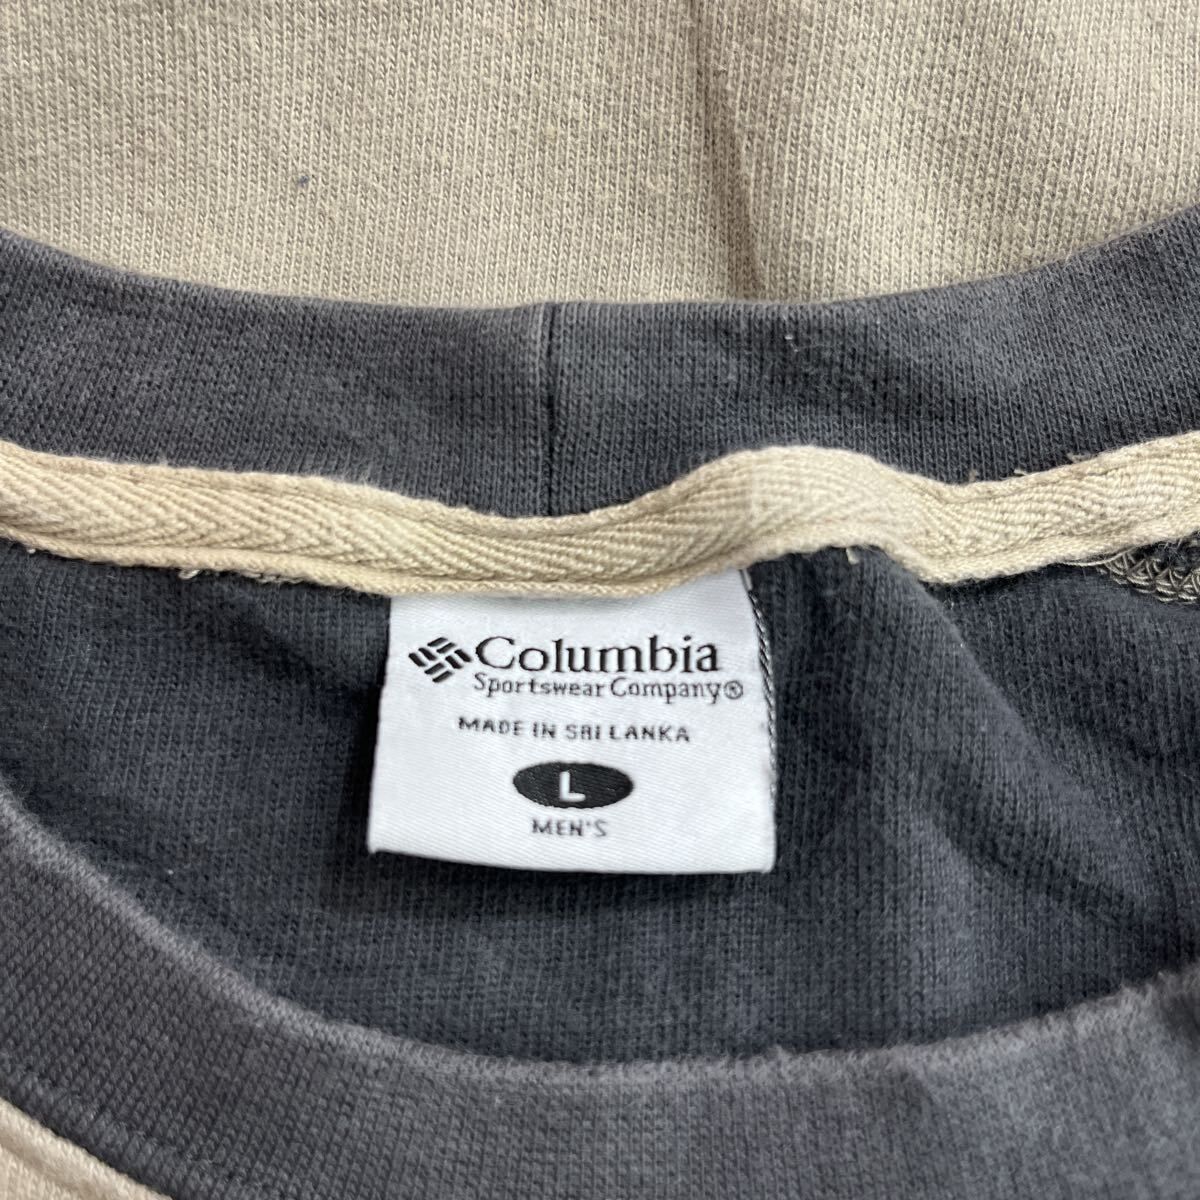 Columbia
Sportswear Company®
MADE IN SRI LANKA
L
MEN'S